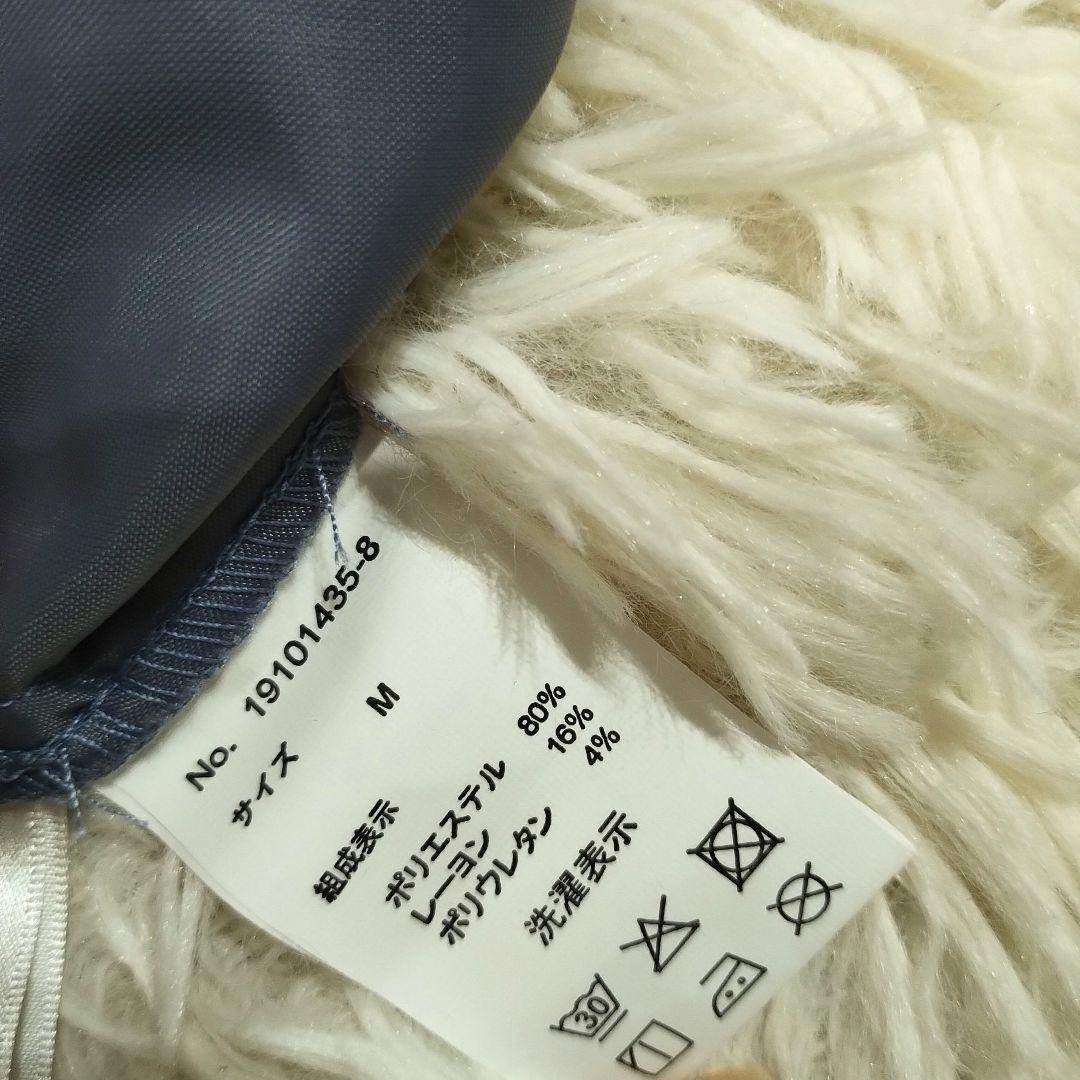 No. 19101435-8
サイズ M
組成表示
ポリエステル 80%
レーヨン 16%
ポリウレタン 4%
洗濯表示
30